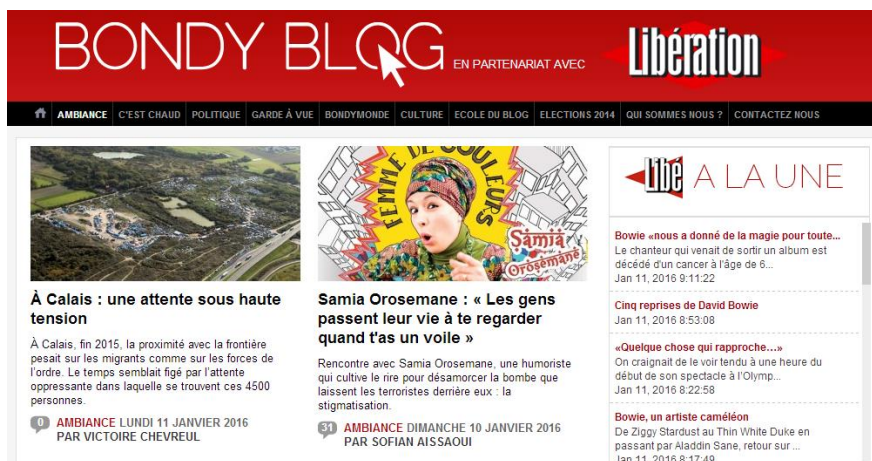 BONDY BLOG
EN PARTENARIAT AVEC
Libération
AMBIANCE C'EST CHAUD POLITIQUE GARDE À VUE BONDYMONDE CULTURE ECOLE DU BLOG ELECTIONS 2014 QUI SOMMES NOUS ? CONTACTEZ NOUS
À Calais : une attente sous haute
tension
À Calais, fin 2015, la proximité avec la frontière
pesait sur les migrants comme sur les forces de
l'ordre. Le temps semblait figé par l'attente
oppressante dans laquelle se trouvent ces 4500
personnes.
0 AMBIANCE LUNDI 11 JANVIER 2016
PAR VICTOIRE CHEVREUL
FEMME DE COULEURS
Samia
Orosemane
Samia Orosemane : « Les gens
passent leur vie à te regarder
quand t'as un voile »
Rencontre avec Samia Orosemane, une humoriste
qui cultive le rire pour désamorcer la bombe que
laissent les terroristes derrière eux : la
stigmatisation.
31 AMBIANCE DIMANCHE 10 JANVIER 2016
PAR SOFIAN AISSAOUI
Libé A LA UNE
Bowie «nous a donné de la magie pour toute...
Le chanteur qui venait de sortir un album est
décédé d'un cancer à l'âge de 6...
Jan 11, 2016 9:11:22
Cinq reprises de David Bowie
Jan 11, 2016 8:53:08
«Quelque chose qui rapproche…»
On craignait de le voir tendu à une heure du
début de son spectacle à l'Olymp...
Jan 11, 2016 8:22:58
Bowie, un artiste caméléon
De Ziggy Stardust au Thin White Duke en
passant par Aladdin Sane, retour sur ...
Jan 11, 2016 8:17:49